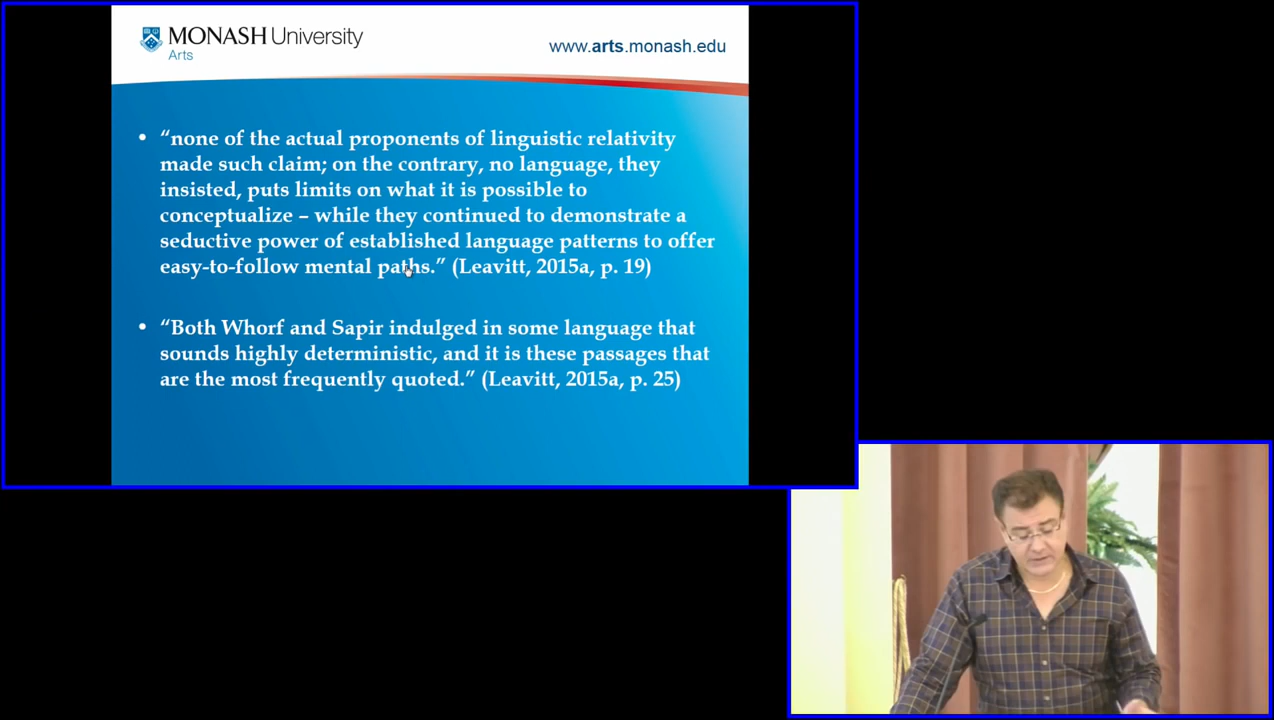 MONASH University
Arts
www.arts.monash.edu
• “none of the actual proponents of linguistic relativity
made such claim; on the contrary, no language, they
insisted, puts limits on what it is possible to
conceptualize – while they continued to demonstrate a
seductive power of established language patterns to offer
easy-to-follow mental paths.” (Leavitt, 2015a, p. 19)
• “Both Whorf and Sapir indulged in some language that
sounds highly deterministic, and it is these passages that
are the most frequently quoted.” (Leavitt, 2015a, p. 25)